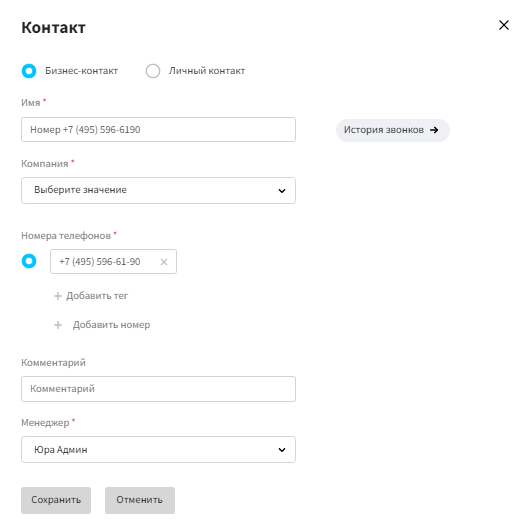 Контакт
Бизнес-контакт Личный контакт
Имя *
Номер +7 (495) 596-6190
История звонков →
Компания *
Выберите значение
Номера телефонов *
+7 (495) 596-61-90 ×
+ Добавить тег
+ Добавить номер
Комментарий
Комментарий
Менеджер *
Юра Админ
Сохранить Отменить